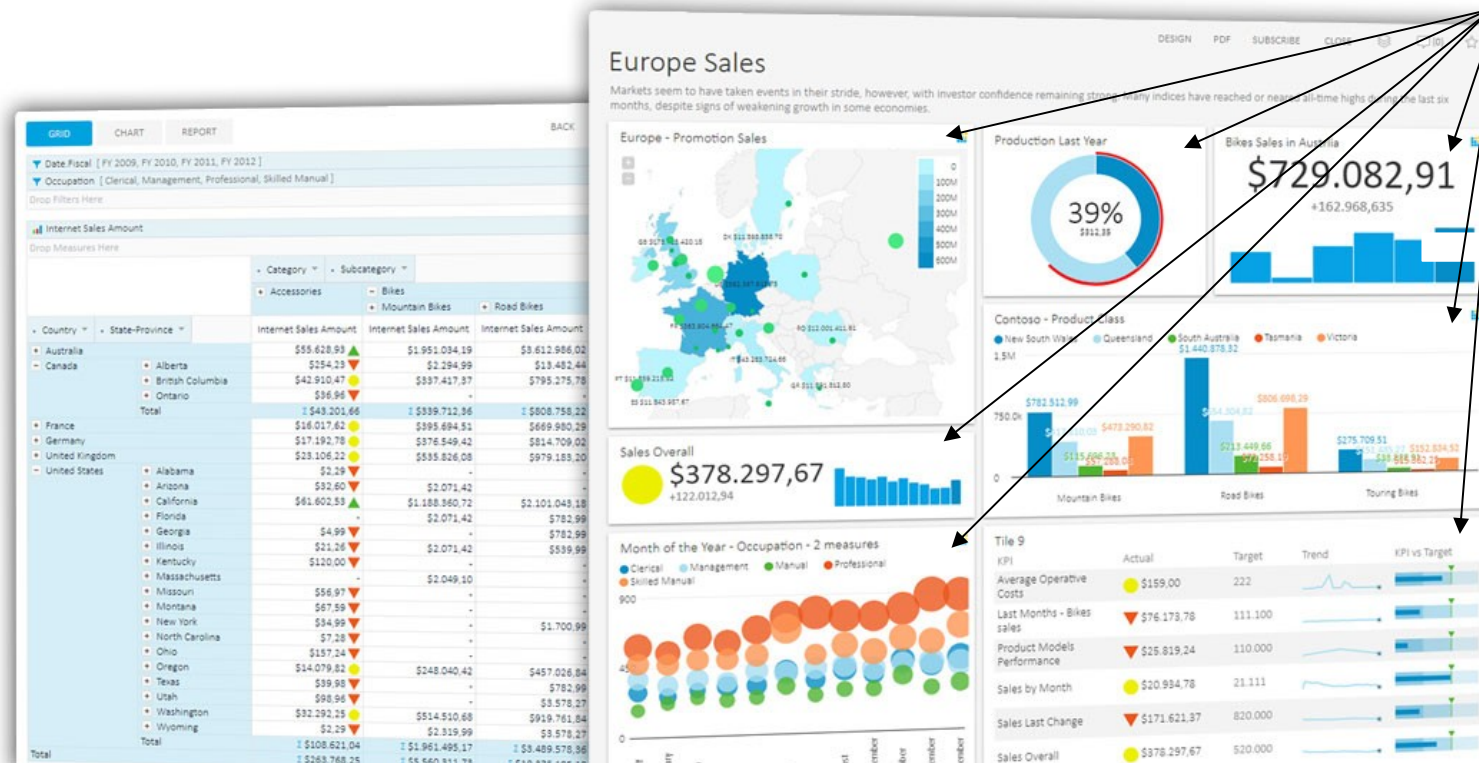 GRID CHART REPORT BACK
Date.Fiscal [ FY 2009, FY 2010, FY 2011, FY 2012 ]
Occupation [ Clerical, Management, Professional, Skilled Manual ]
Drop Filters Here
Internet Sales Amount
Drop Measures Here
Category Subcategory
+ Accessories − Bikes
+ Mountain Bikes + Road Bikes
Country State-Province Internet Sales Amount Internet Sales Amount Internet Sales Amount
+ Australia $55.628,93 $1.951.034,19 $3.612.986,02
− Canada + Alberta $254,23 $2.294,99 $13.482,44
+ British Columbia $42.910,47 $337.417,37 $795.275,78
+ Ontario $36,96 - -
Total Σ $43.201,66 Σ $339.712,36 Σ $808.758,22
+ France $16.017,62 $395.694,51 $669.980,29
+ Germany $17.192,78 $376.549,42 $814.709,02
+ United Kingdom $23.106,22 $535.826,08 $979.183,20
− United States + Alabama $2,29 - -
+ Arizona $32,60 $2.071,42 -
+ California $61.602,53 $1.188.360,72 $2.101.043,18
+ Florida - $2.071,42 $782,99
+ Georgia $4,99 - $782,99
+ Illinois $21,26 $2.071,42 $539,99
+ Kentucky $120,00 - -
+ Massachusetts - $2.049,10 -
+ Missouri $56,97 - -
+ Montana $67,59 - -
+ New York $34,99 - $1.700,99
+ North Carolina $7,28 - -
+ Ohio $157,24 - -
+ Oregon $14.079,82 $248.040,42 $457.026,84
+ Texas $39,98 - $782,99
+ Utah $98,96 - $3.578,27
+ Washington $32.292,25 $514.510,68 $919.761,84
+ Wyoming $2,29 $2.319,99 $3.578,27
Total Σ $108.621,04 Σ $1.961.495,17 Σ $3.489.578,36
Total Σ $263.768,25 Σ $5.560.311,73
DESIGN PDF SUBSCRIBE CLOSE (0)
Europe Sales
Markets seem to have taken events in their stride, however, with investor confidence remaining strong. Many indices have reached or neared all-time highs during the last six
months, despite signs of weakening growth in some economies.
Europe - Promotion Sales
0
100M
200M
300M
400M
500M
600M
RO $12.001.411,91
Production Last Year
39%
$312,35
Bikes Sales in Austria
$729.082,91
+162.968,635
Contoso - Product Class
New South Wales Queensland South Australia Tasmania Victoria
1.5M
$1.440.878,32
$782.512,99
$806.698,29
750.0K
$473.290,82
$213.449,66
$275.709,51
0
Mountain Bikes Road Bikes Touring Bikes
Sales Overall
$378.297,67
+122.012,94
Month of the Year - Occupation - 2 measures
Clerical Management Manual Professional
Skilled Manual
900
450
0
Tile 9
KPI Actual Target Trend KPI vs Target
Average Operative
Costs
$159,00 222
Last Months - Bikes
sales
$76.173,78 111.100
Product Models
Performance
$25.819,24 110.000
Sales by Month $20.934,78 21.111
Sales Last Change $171.621,37 820.000
Sales Overall $378.297,67 520.000